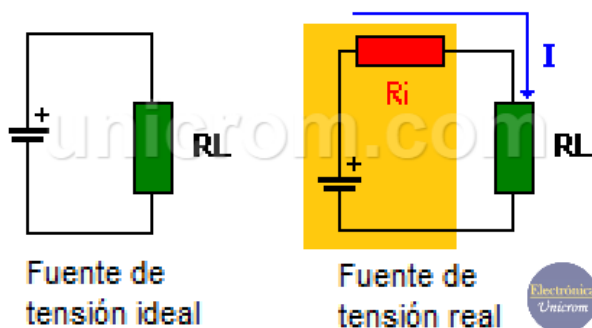 +
RL
Fuente de
tensión ideal
I
Ri
+
RL
Fuente de
tensión real
unicrom.com
Electrónica
Unicrom